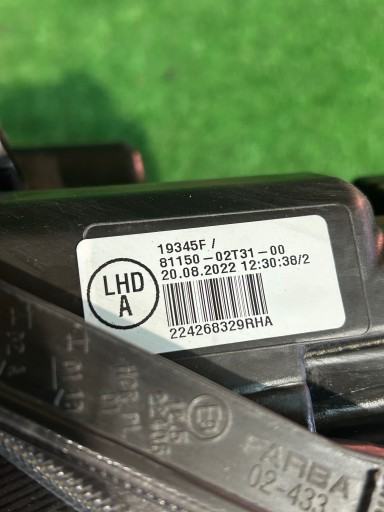 19345F /
81150-02T31-00
20.08.2022 12:30:38/2
LHD
A
224268329RHA
FARBA
02-433